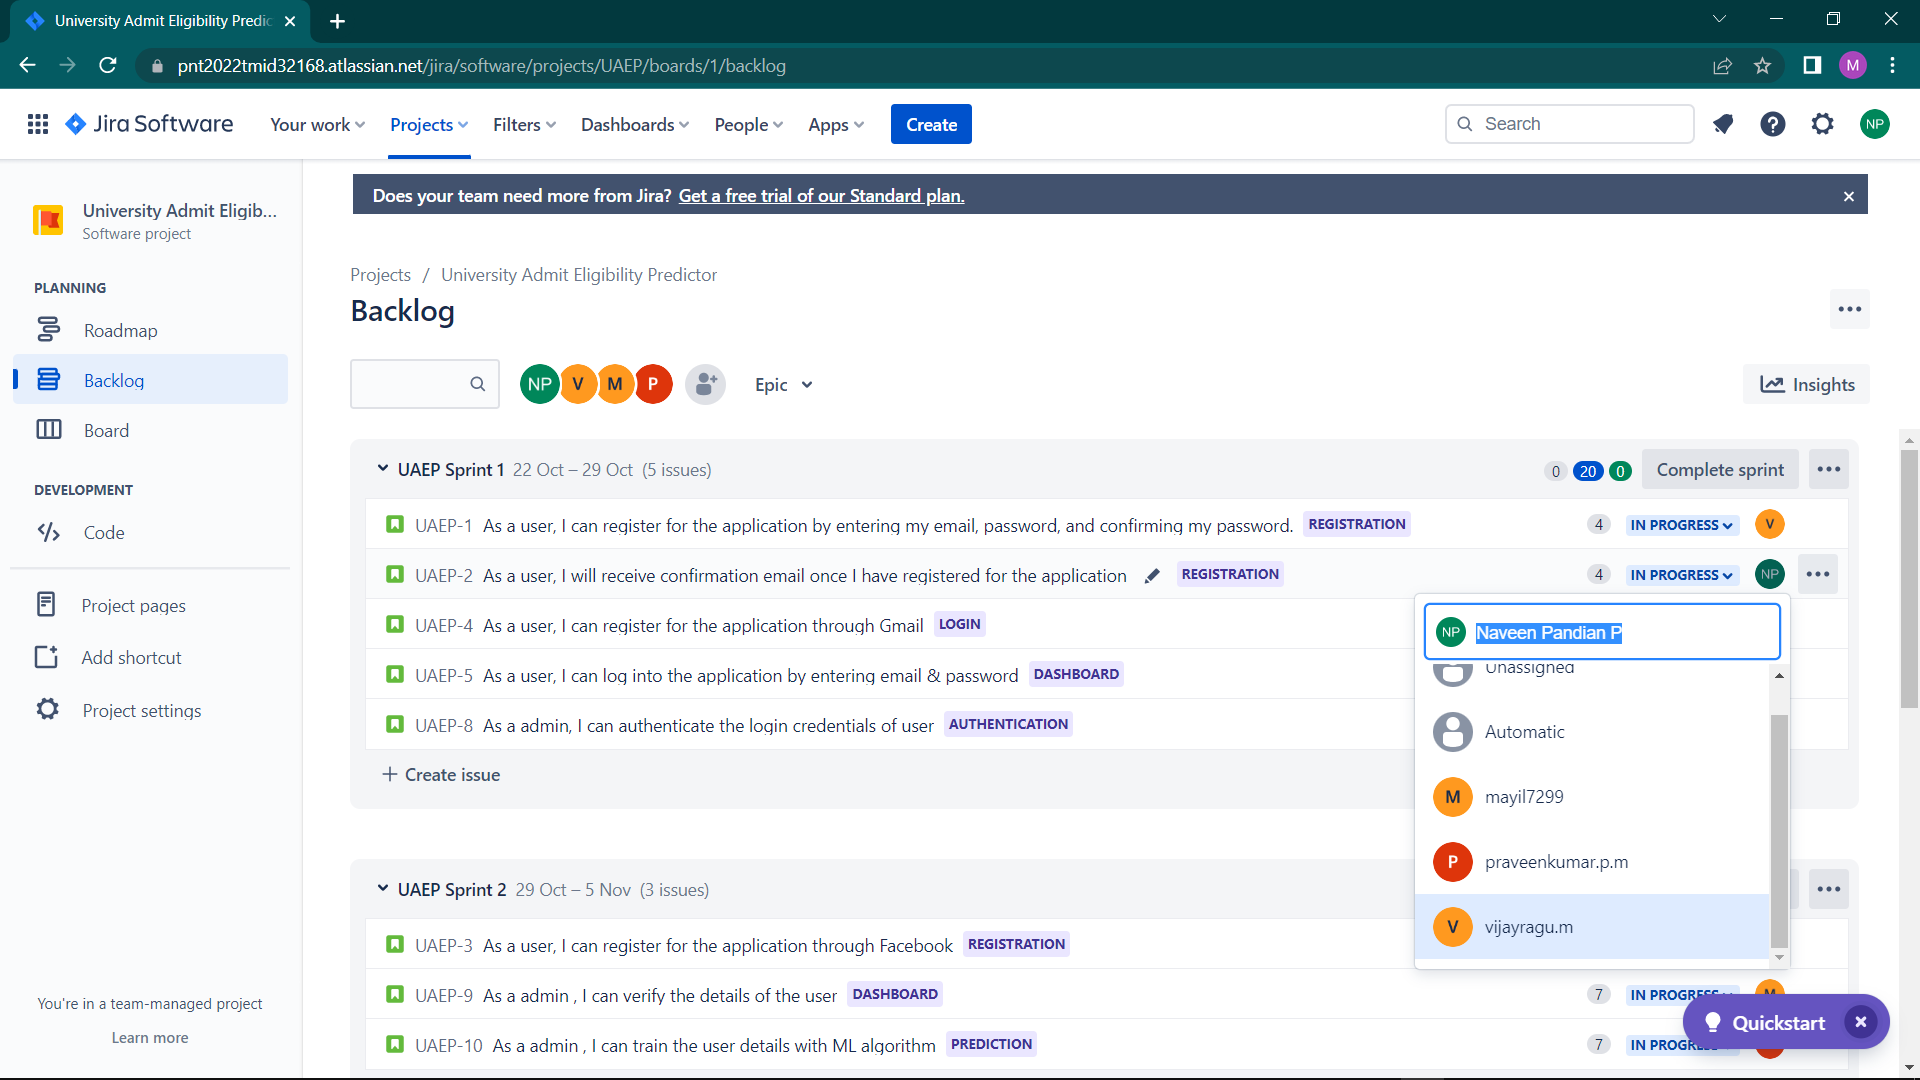 University Admit Eligibility Predic
pnt2022tmid32168.atlassian.net/jira/software/projects/UAEP/boards/1/backlog
M
Jira Software
Your work
Projects
Filters
Dashboards
People
Apps
Create
Search
NP
Does your team need more from Jira? Get a free trial of our Standard plan.
University Admit Eligib...
Software project
PLANNING
Roadmap
Backlog
Board
DEVELOPMENT
Code
Project pages
Add shortcut
Project settings
You're in a team-managed project
Learn more
Projects / University Admit Eligibility Predictor
Backlog
NP V M P
Epic
Insights
UAEP Sprint 1 22 Oct – 29 Oct (5 issues)
0 20 0 Complete sprint
UAEP-1 As a user, I can register for the application by entering my email, password, and confirming my password. REGISTRATION 4 IN PROGRESS V
UAEP-2 As a user, I will receive confirmation email once I have registered for the application REGISTRATION 4 IN PROGRESS NP
UAEP-4 As a user, I can register for the application through Gmail LOGIN
UAEP-5 As a user, I can log into the application by entering email & password DASHBOARD
UAEP-8 As a admin, I can authenticate the login credentials of user AUTHENTICATION
+ Create issue
NP Naveen Pandian P
Unassigned
Automatic
M mayil7299
P praveenkumar.p.m
V vijayragu.m
UAEP Sprint 2 29 Oct – 5 Nov (3 issues)
UAEP-3 As a user, I can register for the application through Facebook REGISTRATION
UAEP-9 As a admin , I can verify the details of the user DASHBOARD 7 IN PROGRESS M
UAEP-10 As a admin , I can train the user details with ML algorithm PREDICTION 7 IN PROGRESS
Quickstart